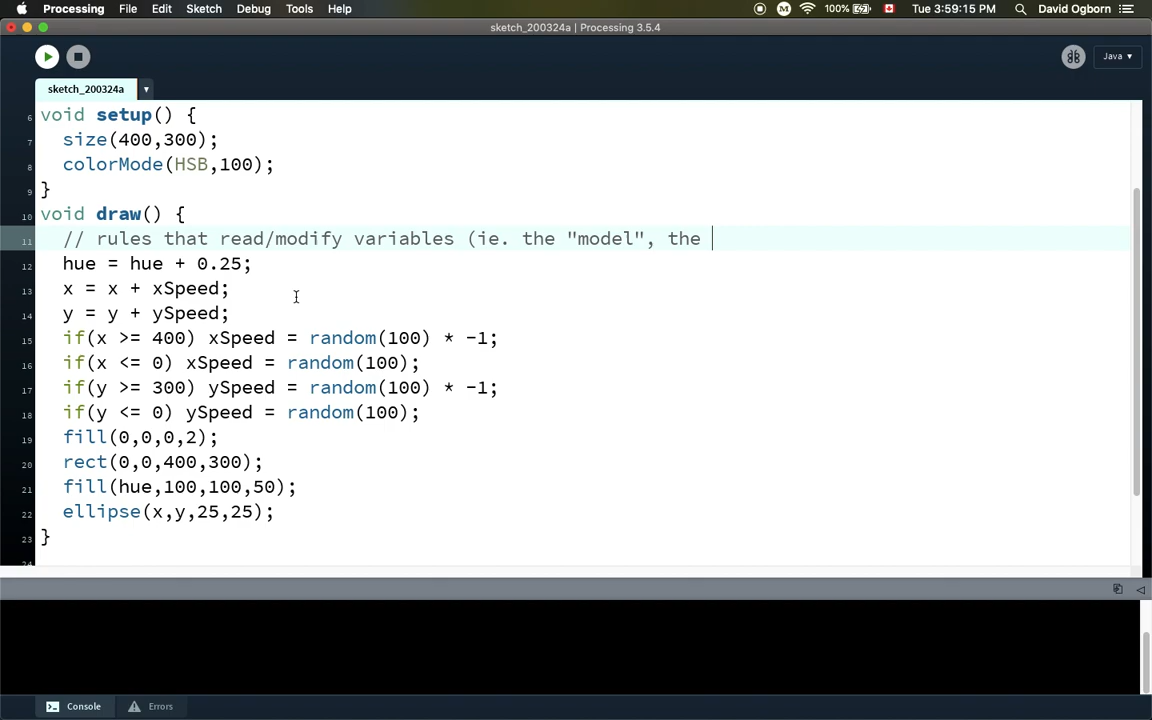 Processing File Edit Sketch Debug Tools Help 100% Tue 3:59:15 PM David Ogborn
sketch_200324a | Processing 3.5.4
Java ▾
sketch_200324a ▾
6 void setup() {
7 size(400,300);
8 colorMode(HSB,100);
9 }
10 void draw() {
11 // rules that read/modify variables (ie. the "model", the
12 hue = hue + 0.25;
13 x = x + xSpeed;
14 y = y + ySpeed;
15 if(x >= 400) xSpeed = random(100) * -1;
16 if(x <= 0) xSpeed = random(100);
17 if(y >= 300) ySpeed = random(100) * -1;
18 if(y <= 0) ySpeed = random(100);
19 fill(0,0,0,2);
20 rect(0,0,400,300);
21 fill(hue,100,100,50);
22 ellipse(x,y,25,25);
23 }
24
Console Errors